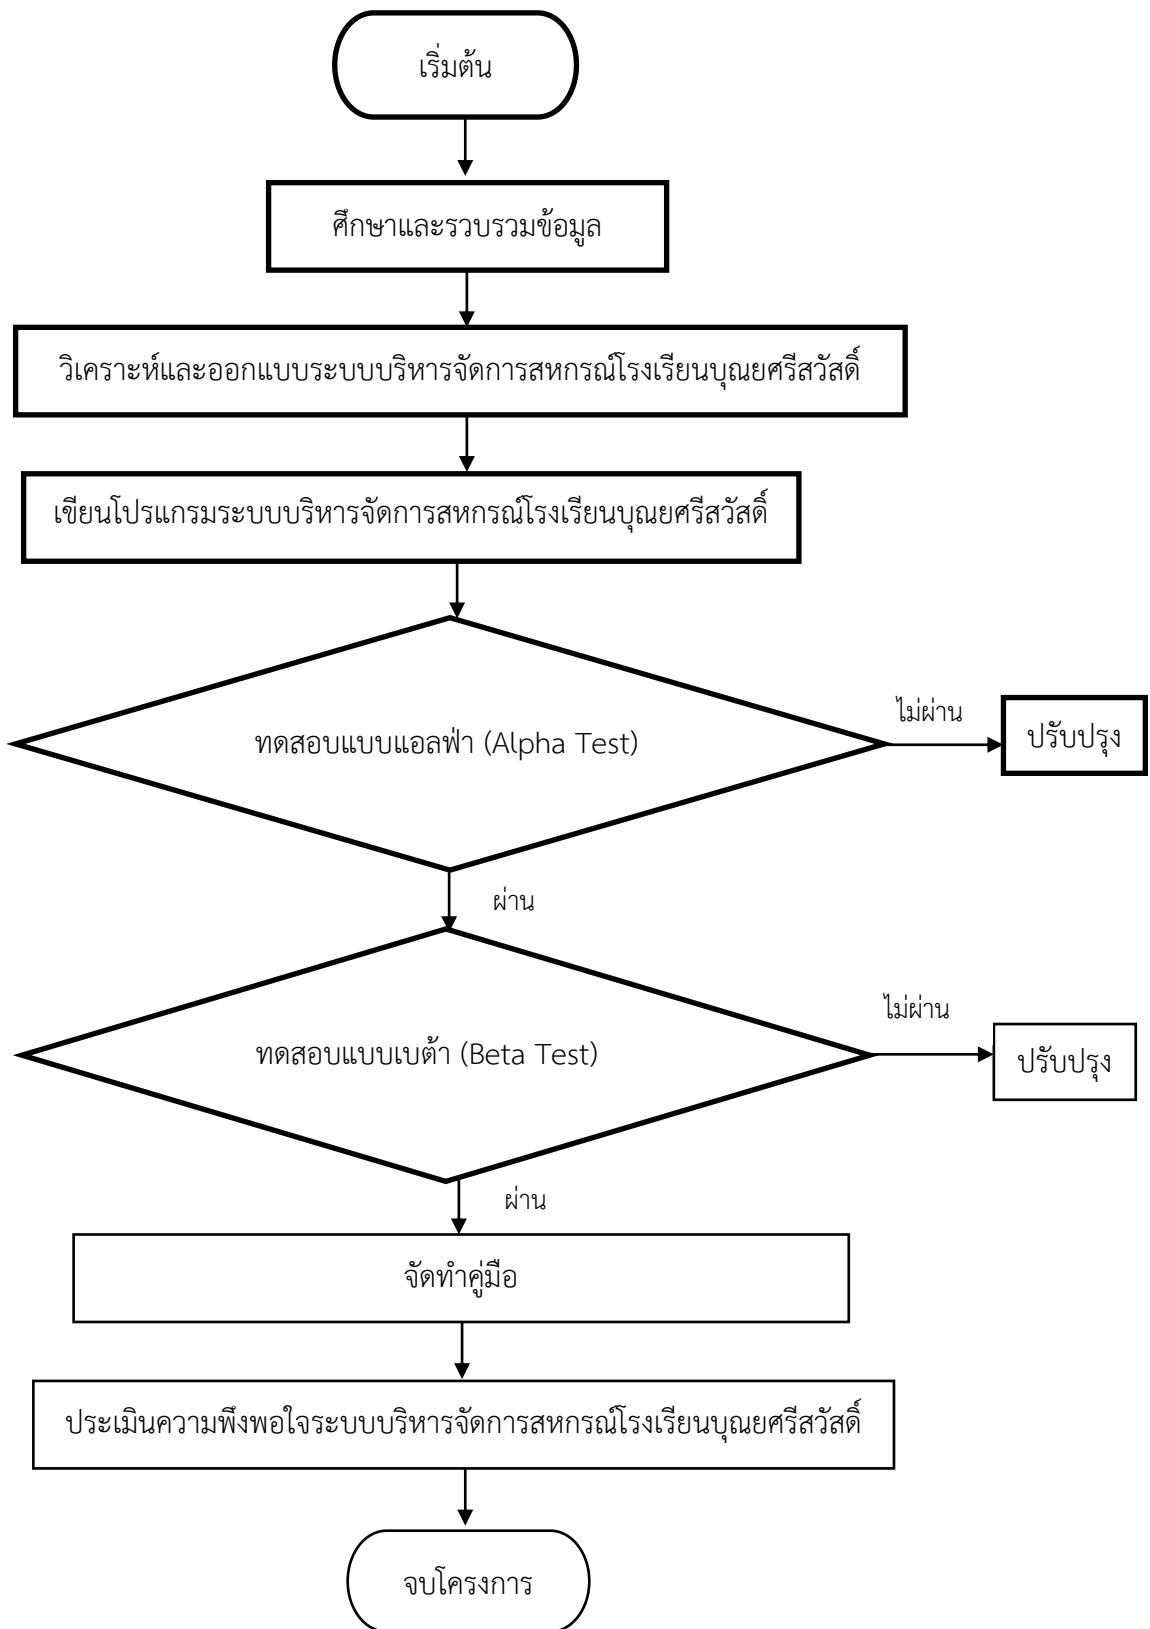 เริ่มต้น
ศึกษาและรวบรวมข้อมูล
วิเคราะห์และออกแบบระบบบริหารจัดการสหกรณ์โรงเรียนบุณยศรีสวัสดิ์
เขียนโปรแกรมระบบบริหารจัดการสหกรณ์โรงเรียนบุณยศรีสวัสดิ์
ไม่ผ่าน
ทดสอบแบบแอลฟ่า (Alpha Test)
ปรับปรุง
ผ่าน
ไม่ผ่าน
ทดสอบแบบเบต้า (Beta Test)
ปรับปรุง
ผ่าน
จัดทำคู่มือ
ประเมินความพึงพอใจระบบบริหารจัดการสหกรณ์โรงเรียนบุณยศรีสวัสดิ์
จบโครงการ